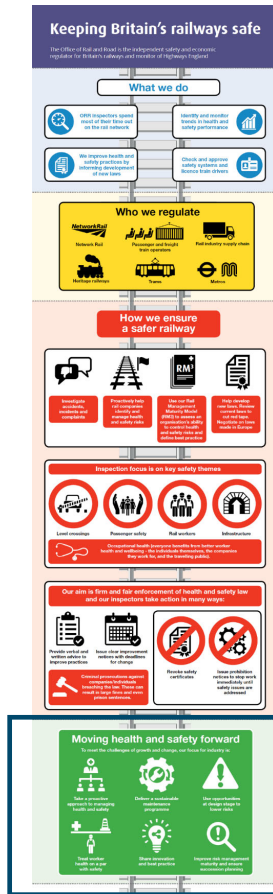 Keeping Britain's railways safe
The Office of Rail and Road is the independent safety and economic
regulator for Britain's railways and monitor of Highways England
What we do
ORR inspectors spend
most of their time out
on the rail network
Identify and monitor
trends in health and
safety performance
We improve health and
safety practices by
informing development
of new laws
Check and approve
safety systems and
licence train drivers
Who we regulate
NetworkRail
Network Rail
Passenger and freight
train operators
Rail industry supply chain
Heritage railways
Trams
Metros
How we ensure
a safer railway
Investigate
accidents,
incidents and
complaints
Proactively help
rail companies
identify and
manage health
and safety risks
RM³
Use our Rail
Management
Maturity Model
(RM3) to assess an
organisation's ability
to control health
and safety risks and
define best practice
Help develop
new laws. Review
current laws to
cut red tape.
Negotiate on laws
made in Europe
Inspection focus is on key safety themes
Level crossings
Passenger safety
Rail workers
Infrastructure
Occupational health (everyone benefits from better worker
health and wellbeing - the individuals themselves, the companies
they work for, and the travelling public).
Our aim is firm and fair enforcement of health and safety law
and our inspectors take action in many ways:
Provide verbal and
written advice to
improve practices
Issue clear improvement
notices with deadlines
for change
Criminal prosecutions against
companies/individuals
breaching the law. These can
result in large fines and even
prison sentences.
Revoke safety
certificates
Issue prohibition
notices to stop work
immediately until
safety issues are
addressed
Moving health and safety forward
To meet the challenges of growth and change, our focus for industry is:
Take a proactive
approach to managing
health and safety
Deliver a sustainable
maintenance
programme
Use opportunities
at design stage to
lower risks
Treat worker
health on a par
with safety
Share innovation
and best practice
Improve risk management
maturity and ensure
succession planning